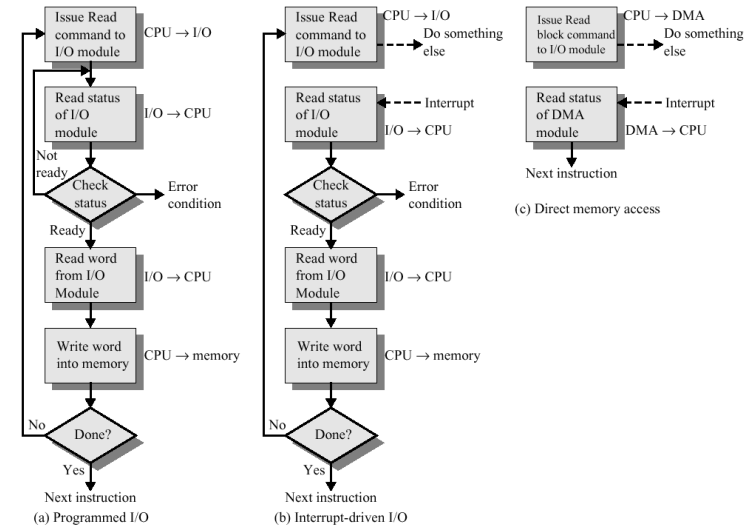 Issue Read
command to
I/O module
CPU → I/O
Read status
of I/O
module
I/O → CPU
Not
ready
Check
status
Error
condition
Ready
Read word
from I/O
Module
I/O → CPU
Write word
into memory
CPU → memory
No
Done?
Yes
Next instruction
(a) Programmed I/O
Issue Read
command to
I/O module
CPU → I/O
Do something
else
Read status
of I/O
module
Interrupt
I/O → CPU
Check
status
Error
condition
Ready
Read word
from I/O
Module
I/O → CPU
Write word
into memory
CPU → memory
No
Done?
Yes
Next instruction
(b) Interrupt-driven I/O
Issue Read
block command
to I/O module
CPU → DMA
Do something
else
Read status
of DMA
module
Interrupt
DMA → CPU
Next instruction
(c) Direct memory access